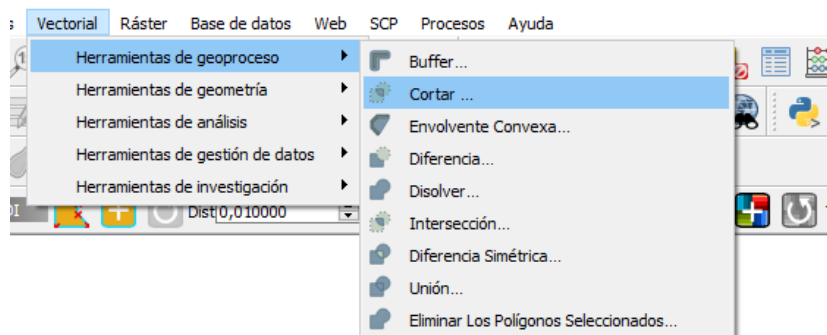 Vectorial Ráster Base de datos Web SCP Procesos Ayuda
Herramientas de geoproceso
Herramientas de geometría
Herramientas de análisis
Herramientas de gestión de datos
Herramientas de investigación
Buffer...
Cortar ...
Envolvente Convexa...
Diferencia...
Disolver...
Intersección...
Diferencia Simétrica...
Unión...
Eliminar Los Polígonos Seleccionados...
Dist 0,010000